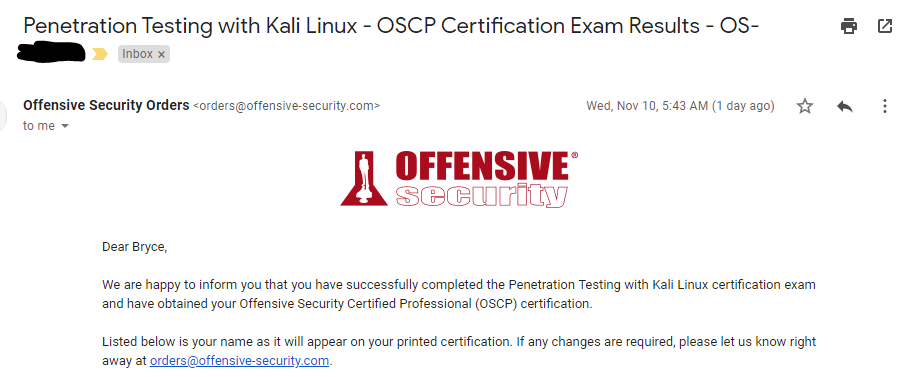 Penetration Testing with Kali Linux - OSCP Certification Exam Results - OS-
Inbox ×
Offensive Security Orders <orders@offensive-security.com>
Wed, Nov 10, 5:43 AM (1 day ago)
to me
OFFENSIVE®
security
Dear Bryce,
We are happy to inform you that you have successfully completed the Penetration Testing with Kali Linux certification exam
and have obtained your Offensive Security Certified Professional (OSCP) certification.
Listed below is your name as it will appear on your printed certification. If any changes are required, please let us know right
away at orders@offensive-security.com.